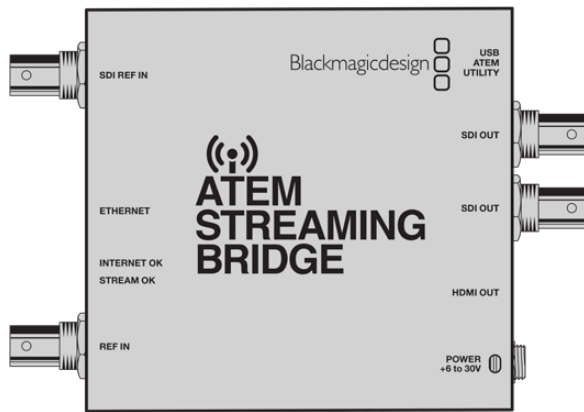 Blackmagicdesign
USB
ATEM
UTILITY
SDI REF IN
SDI OUT
ATEM
STREAMING
BRIDGE
ETHERNET
SDI OUT
INTERNET OK
STREAM OK
HDMI OUT
REF IN
POWER
+6 to 30V